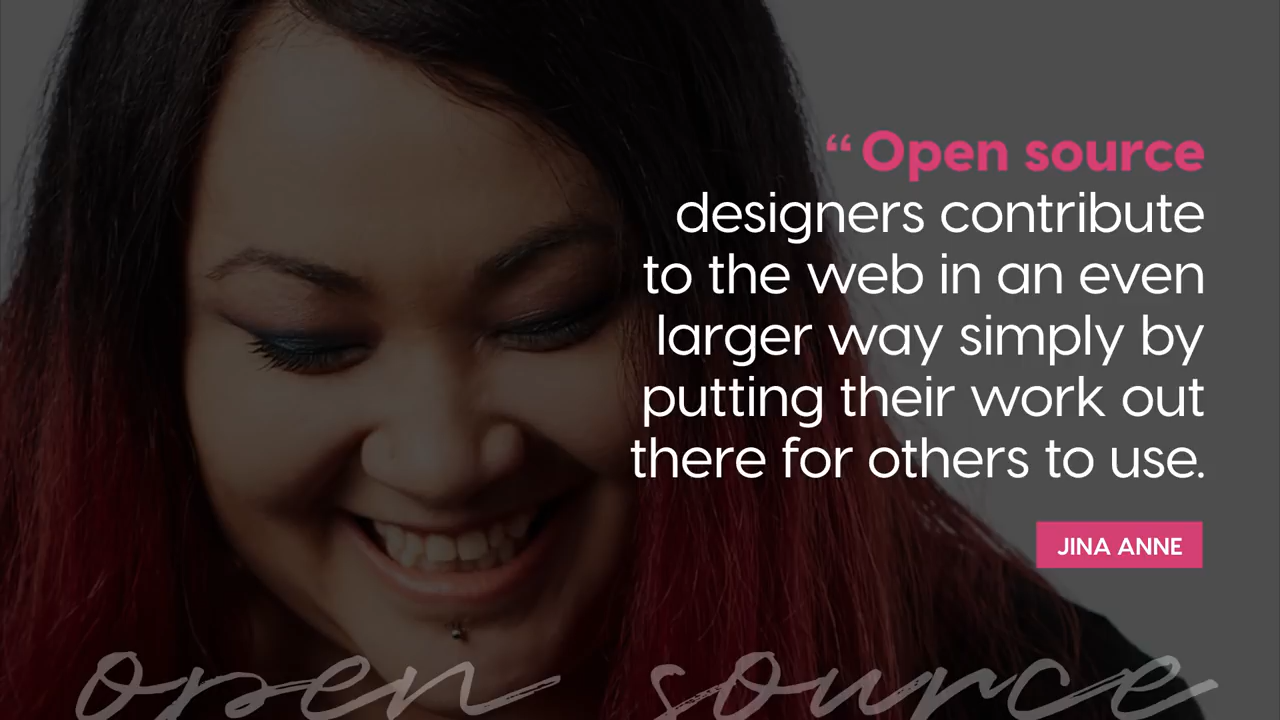 “ Open source
designers contribute
to the web in an even
larger way simply by
putting their work out
there for others to use.
JINA ANNE
open source